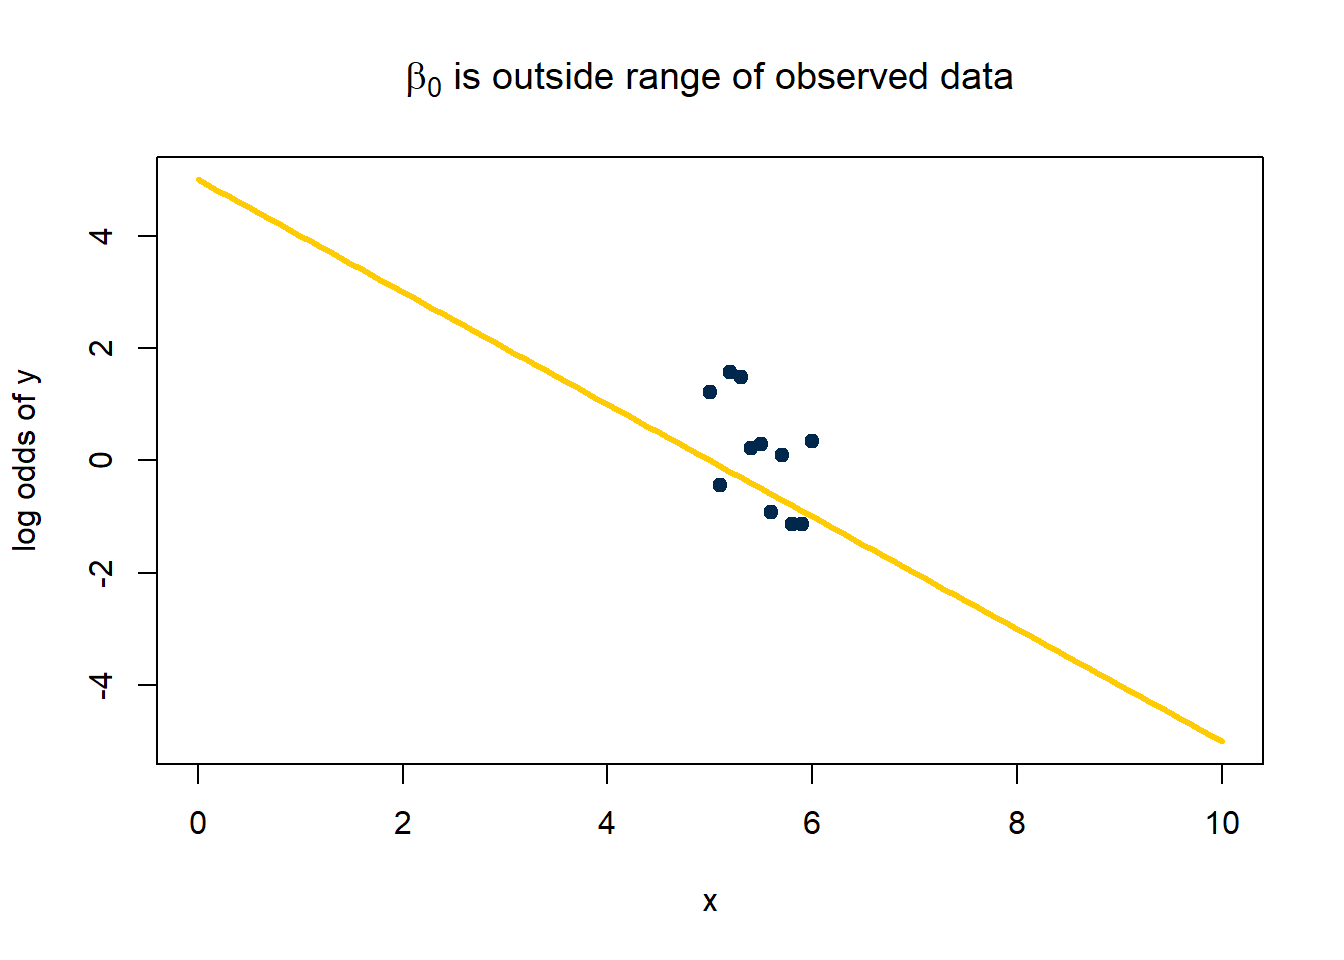 β0 is outside range of observed data
log odds of y
4
2
0
-2
-4
0 2 4 6 8 10
x